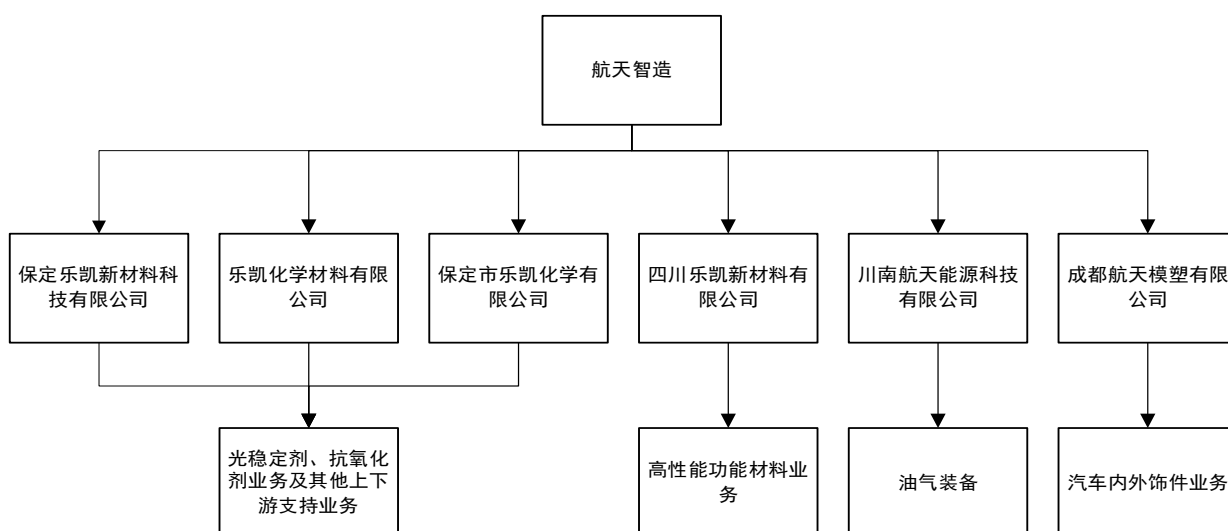 航天智造
保定乐凯新材料科
技有限公司
乐凯化学材料有限
公司
保定市乐凯化学有
限公司
四川乐凯新材料有
限公司
川南航天能源科技
有限公司
成都航天模塑有限
公司
光稳定剂、抗氧化
剂业务及其他上下
游支持业务
高性能功能材料业
务
油气装备
汽车内外饰件业务